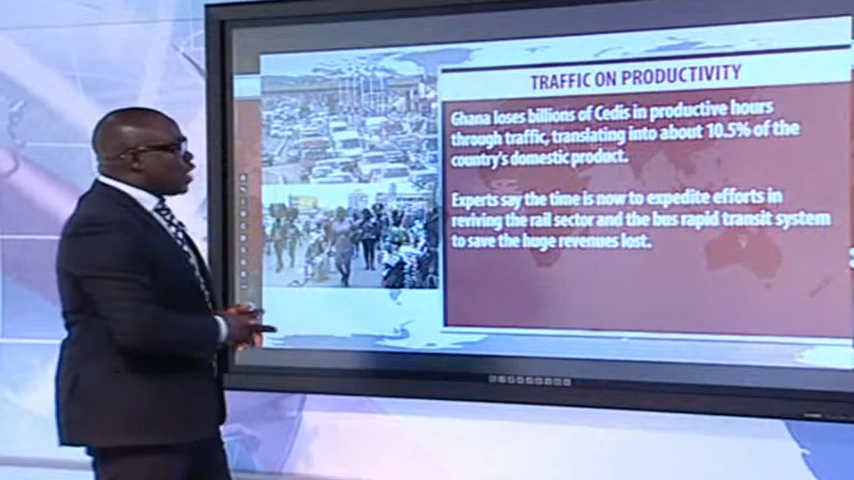 TRAFFIC ON PRODUCTIVITY
Ghana loses billions of Cedis in productive hours
through traffic, translating into about 10.5% of the
country's domestic product.
Experts say the time is now to expedite efforts in
reviving the rail sector and the bus rapid transit system
to save the huge revenues lost.